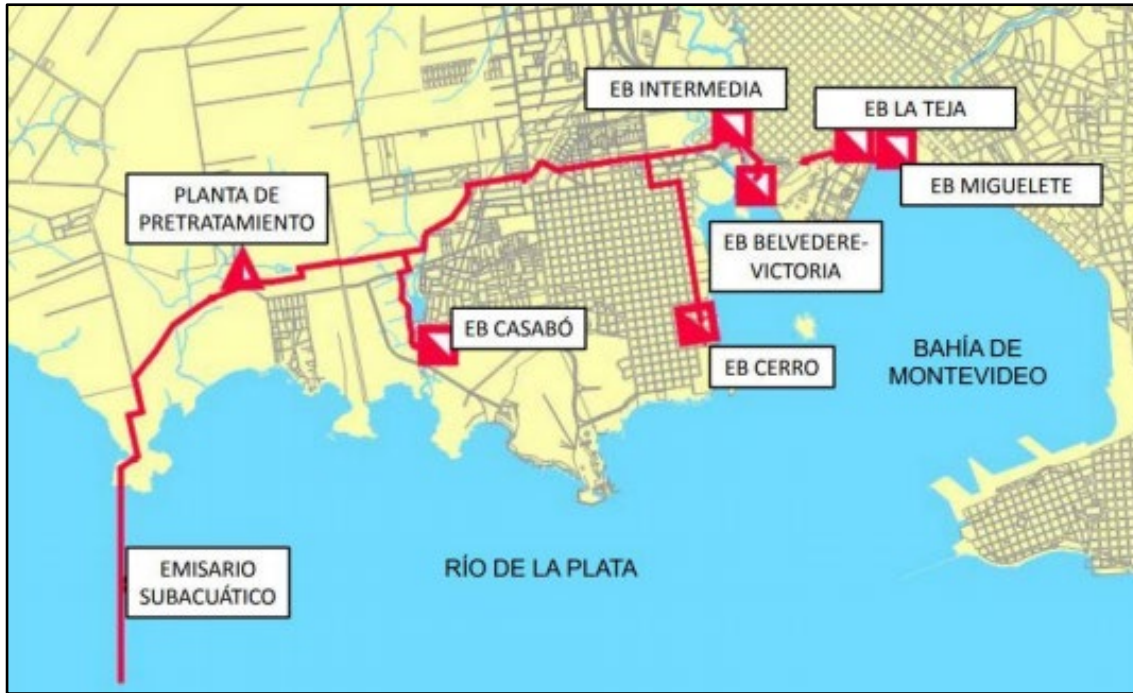 EB INTERMEDIA
EB LA TEJA
PLANTA DE
PRETRATAMIENTO
EB MIGUELETE
EB BELVEDERE-
VICTORIA
EB CASABÓ
EB CERRO
BAHÍA DE
MONTEVIDEO
EMISARIO
SUBACUÁTICO
RÍO DE LA PLATA